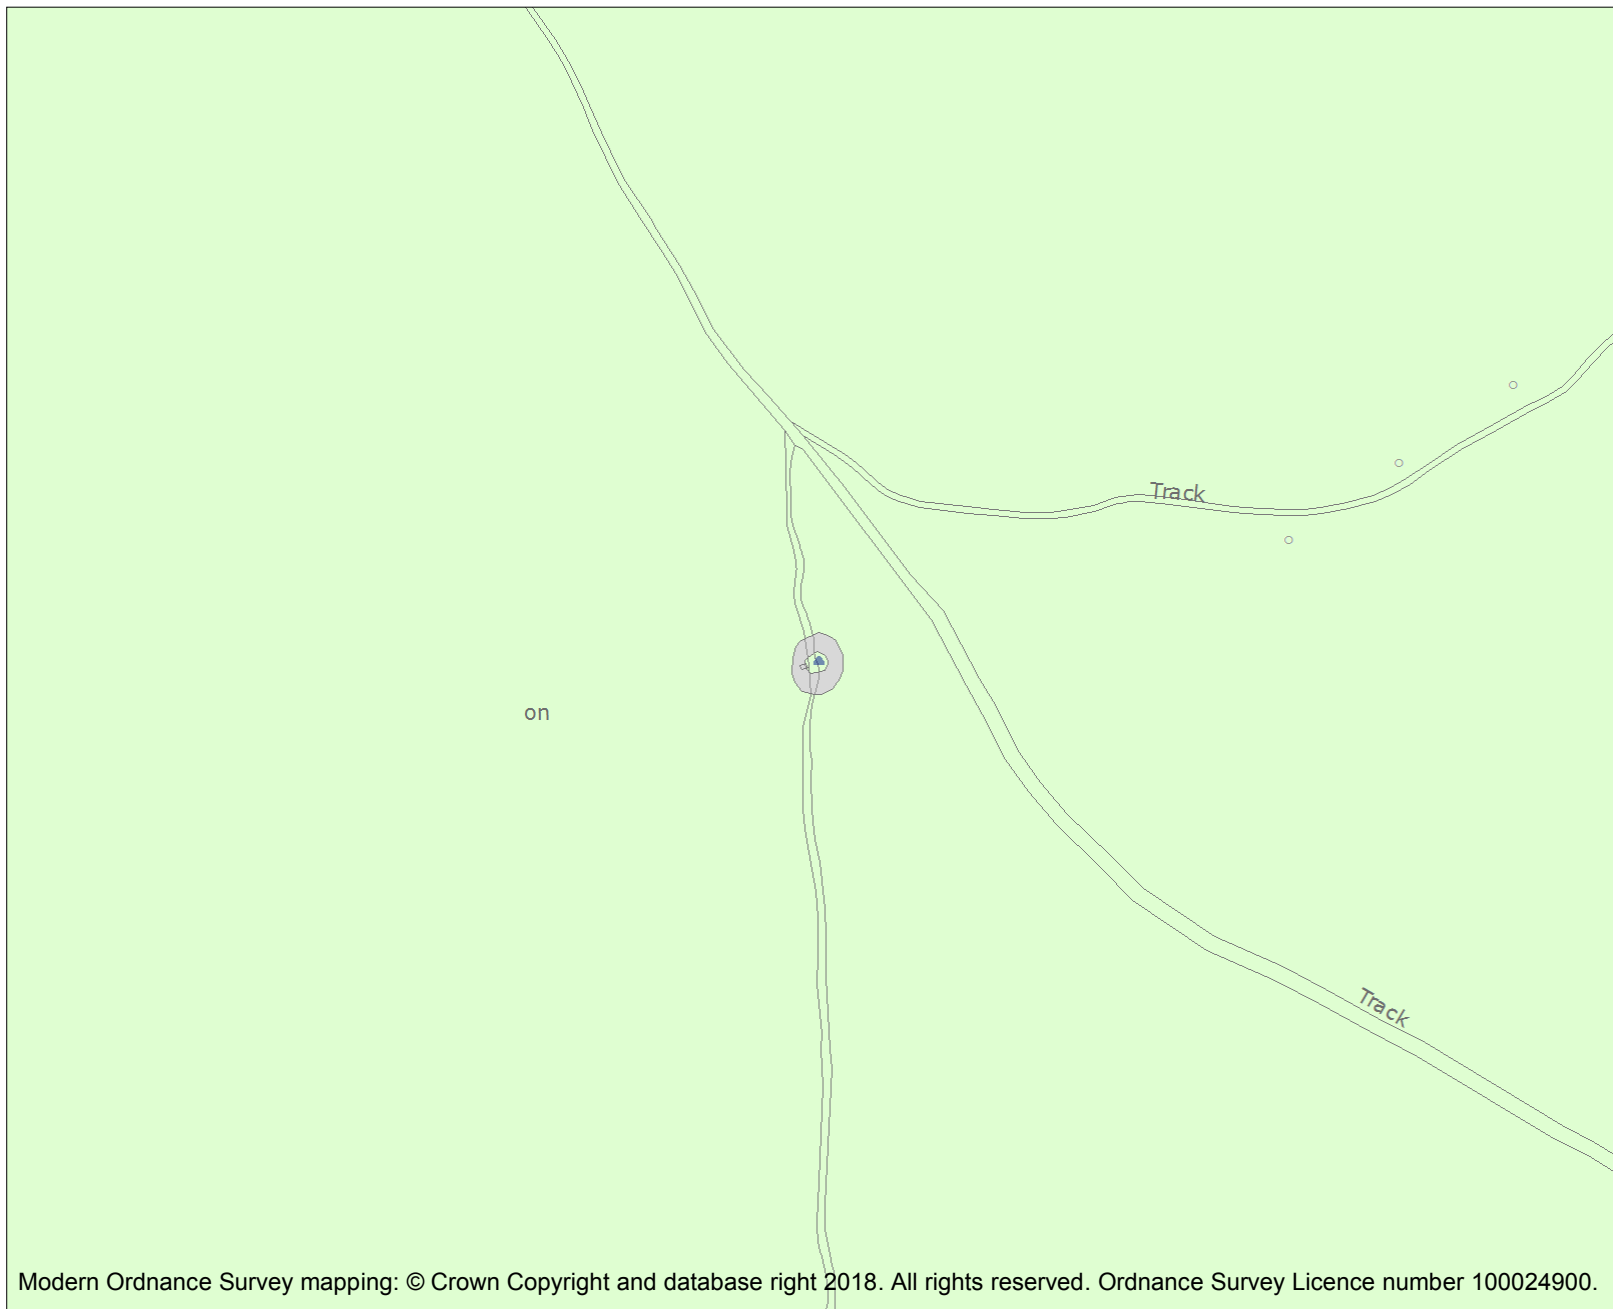 Track
on
Track
Modern Ordnance Survey mapping: © Crown Copyright and database right 2018. All rights reserved. Ordnance Survey Licence number 100024900.